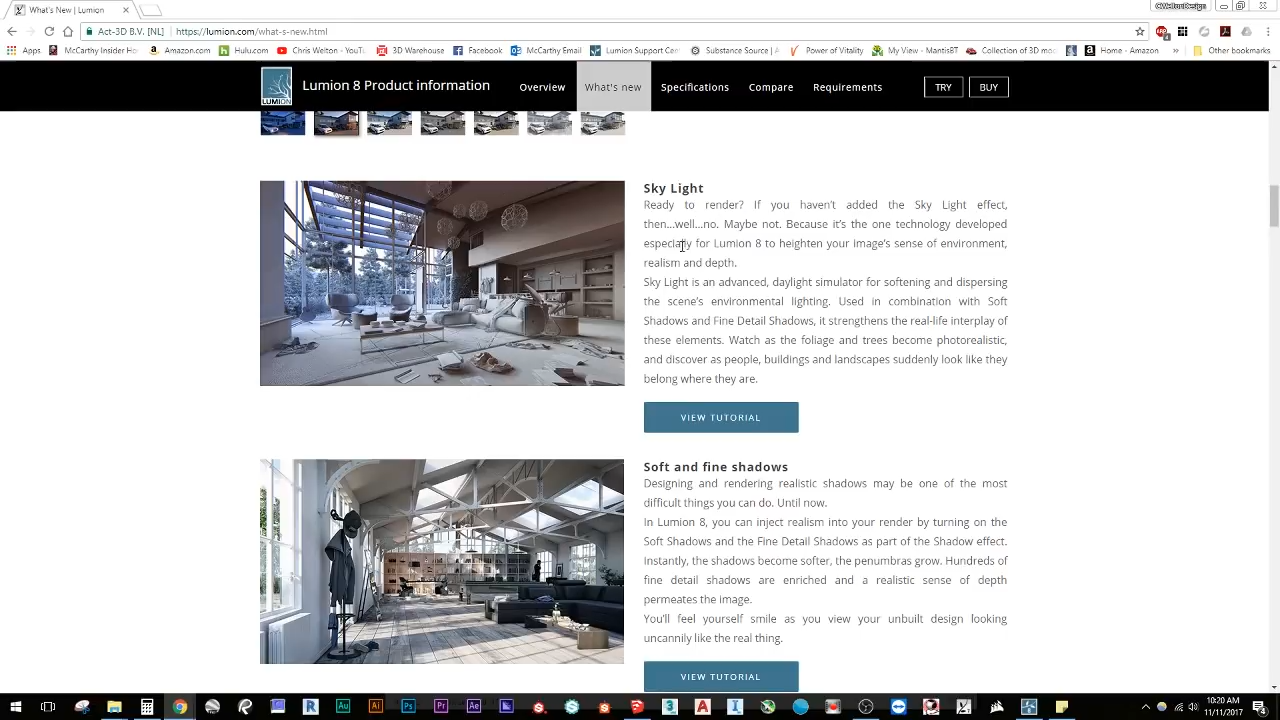 What's New | Lumion
CWeltonDesign
Act-3D B.V. [NL] | https://lumion.com/what-s-new.html
Apps McCarthy Insider Ho Amazon.com Hulu.com Chris Welton - YouTub 3D Warehouse Facebook McCarthy Email Lumion Support Cent Substance Source | A Power of Vitality My View - MantisBT Collection of 3D mod Home - Amazon » Other bookmarks
LUMION Lumion 8 Product information Overview What's new Specifications Compare Requirements TRY BUY
Sky Light
Ready to render? If you haven't added the Sky Light effect,
then...well...no. Maybe not. Because it's the one technology developed
especially for Lumion 8 to heighten your image's sense of environment,
realism and depth.
Sky Light is an advanced, daylight simulator for softening and dispersing
the scene's environmental lighting. Used in combination with Soft
Shadows and Fine Detail Shadows, it strengthens the real-life interplay of
these elements. Watch as the foliage and trees become photorealistic,
and discover as people, buildings and landscapes suddenly look like they
belong where they are.
VIEW TUTORIAL
Soft and fine shadows
Designing and rendering realistic shadows may be one of the most
difficult things you can do. Until now.
In Lumion 8, you can inject realism into your render by turning on the
Soft Shadows and the Fine Detail Shadows as part of the Shadow effect.
Instantly, the shadows become softer, the penumbras grow. Hundreds of
fine detail shadows are enriched and a realistic sense of depth
permeates the image.
You'll feel yourself smile as you view your unbuilt design looking
uncannily like the real thing.
VIEW TUTORIAL
10:20 AM
11/11/2017